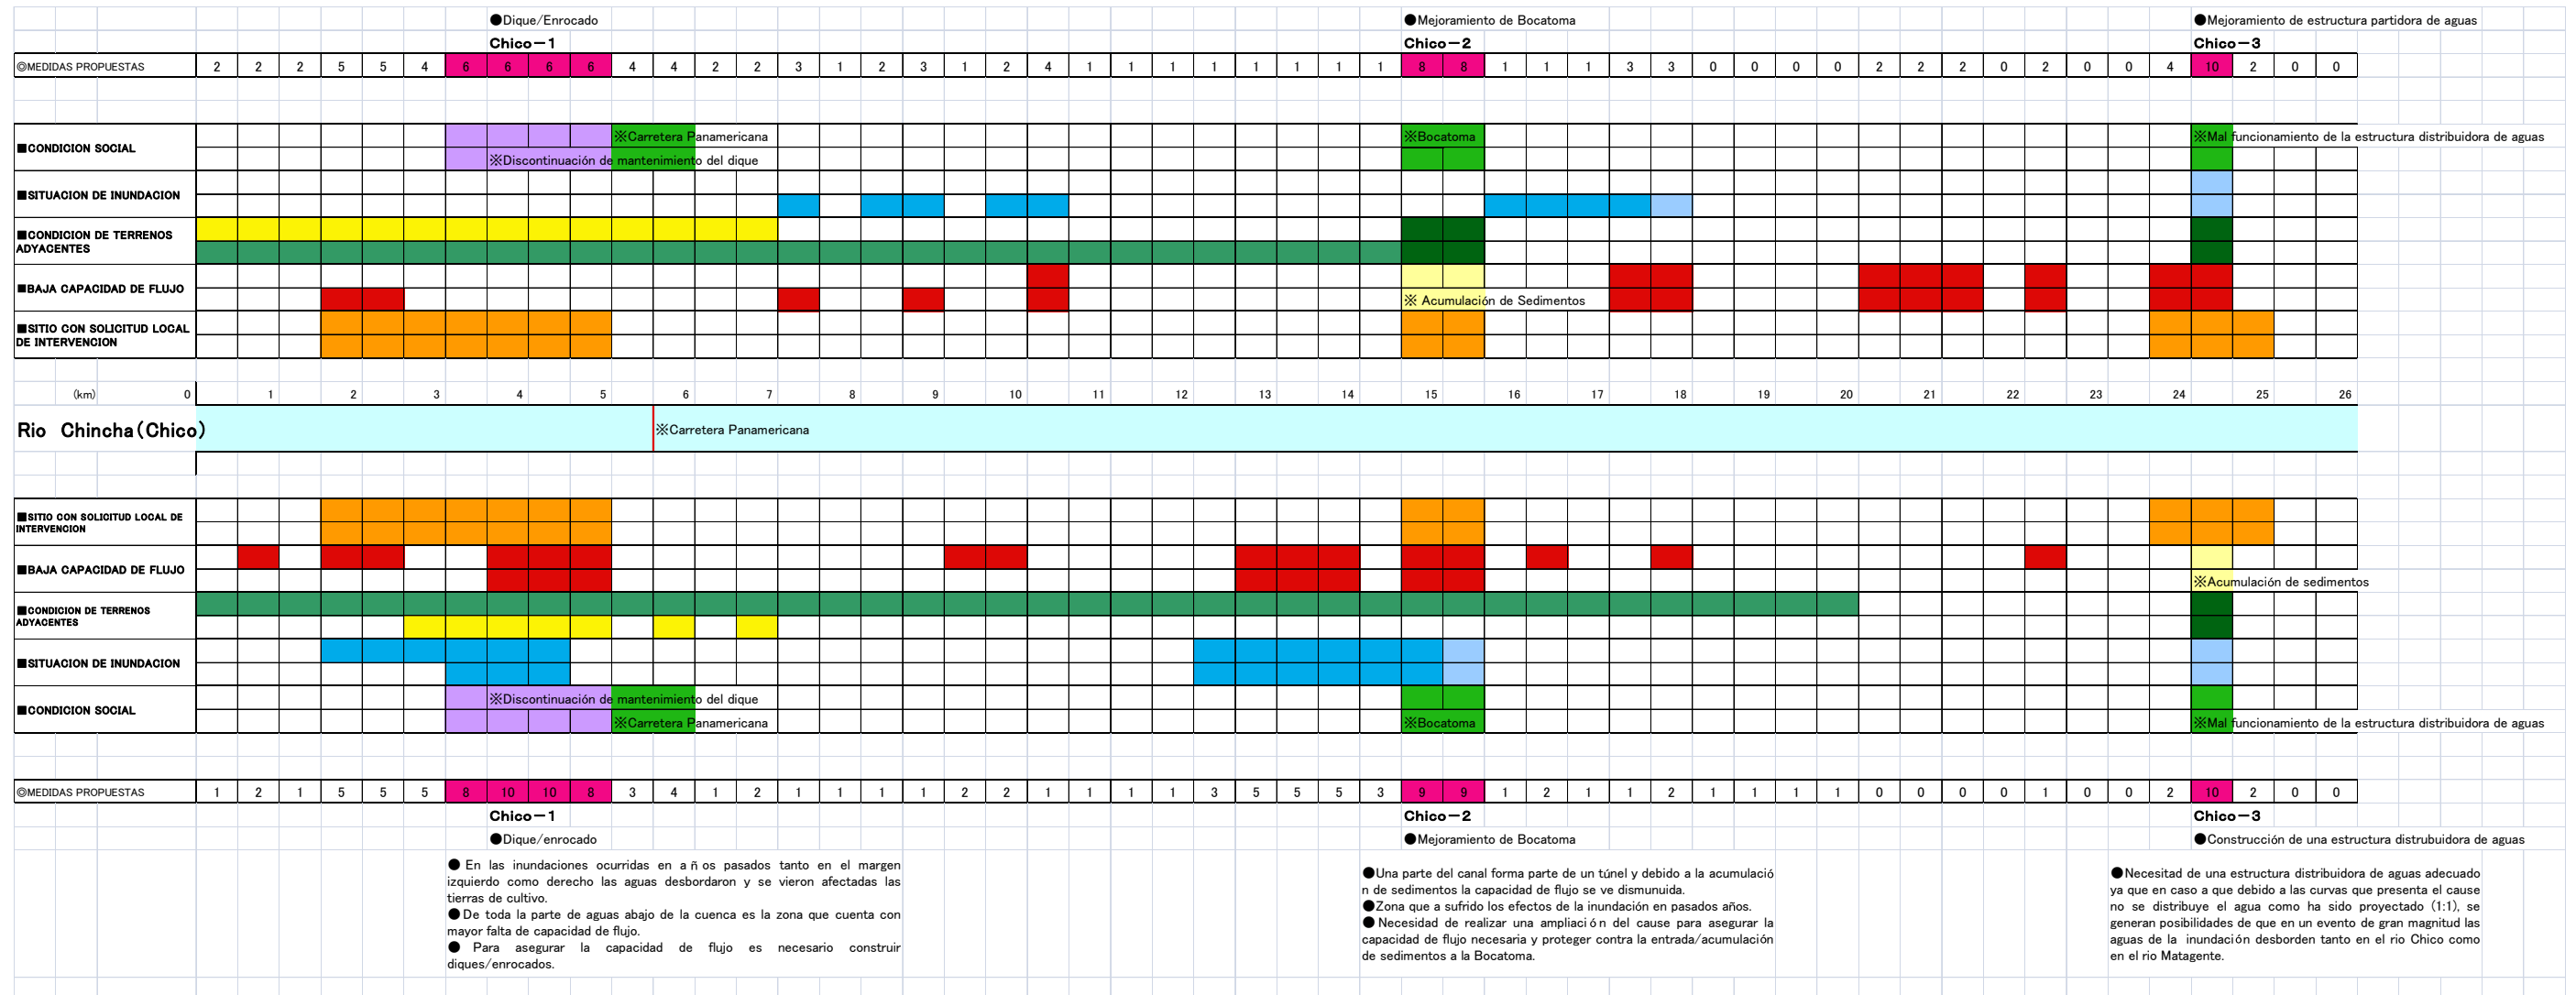 ●Dique/Enrocado ●Mejoramiento de Bocatoma ●Mejoramiento de estructura partidora de aguas
Chico－1 Chico－2 Chico－3
◎MEDIDAS PROPUESTAS 2 2 2 5 5 4 6 6 6 6 4 4 2 2 3 1 2 3 1 2 4 1 1 1 1 1 1 1 1 8 8 1 1 1 3 3 0 0 0 0 2 2 2 0 2 0 0 4 10 2 0 0
■CONDICION SOCIAL ※Carretera Panamericana ※Bocatoma ※Mal funcionamiento de la estructura distribuidora de aguas
※Discontinuación de mantenimiento del dique
■SITUACION DE INUNDACION
■CONDICION DE TERRENOS
ADYACENTES
■BAJA CAPACIDAD DE FLUJO
※ Acumulación de Sedimentos
■SITIO CON SOLICITUD LOCAL
DE INTERVENCION
(km) 0 1 2 3 4 5 6 7 8 9 10 11 12 13 14 15 16 17 18 19 20 21 22 23 24 25 26
Rio Chincha(Chico) ※Carretera Panamericana
■SITIO CON SOLICITUD LOCAL DE
INTERVENCION
■BAJA CAPACIDAD DE FLUJO
※Acumulación de sedimentos
■CONDICION DE TERRENOS
ADYACENTES
■SITUACION DE INUNDACION
■CONDICION SOCIAL ※Discontinuación de mantenimiento del dique
※Carretera Panamericana ※Bocatoma ※Mal funcionamiento de la estructura distribuidora de aguas
◎MEDIDAS PROPUESTAS 1 2 1 5 5 5 8 10 10 8 3 4 1 2 1 1 1 1 2 2 1 1 1 1 3 5 5 5 3 9 9 1 2 1 1 2 1 1 1 1 0 0 0 0 1 0 0 2 10 2 0 0
Chico－1 Chico－2 Chico－3
●Dique/enrocado ●Mejoramiento de Bocatoma ●Construcción de una estructura distrubuidora de aguas
● En las inundaciones ocurridas en años pasados tanto en el margen
izquierdo como derecho las aguas desbordaron y se vieron afectadas las
tierras de cultivo.
● De toda la parte de aguas abajo de la cuenca es la zona que cuenta con
mayor falta de capacidad de flujo.
● Para asegurar la capacidad de flujo es necesario construir
diques/enrocados.
●Una parte del canal forma parte de un túnel y debido a la acumulació
n de sedimentos la capacidad de flujo se ve dismunuida.
●Zona que a sufrido los efectos de la inundación en pasados años.
● Necesidad de realizar una ampliación del cause para asegurar la
capacidad de flujo necesaria y proteger contra la entrada/acumulación
de sedimentos a la Bocatoma.
●Necesitad de una estructura distribuidora de aguas adecuado
ya que en caso a que debido a las curvas que presenta el cause
no se distribuye el agua como ha sido proyectado (1:1), se
generan posibilidades de que en un evento de gran magnitud las
aguas de la inundación desborden tanto en el rio Chico como
en el rio Matagente.